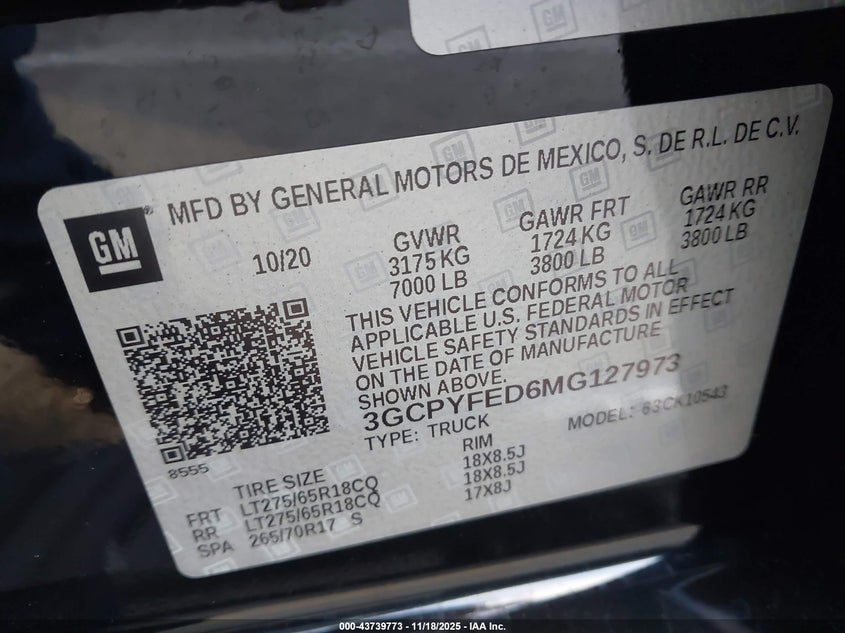 GM
MFD BY GENERAL MOTORS DE MEXICO, S. DE R.L. DE C.V.
10/20
GVWR
3175 KG
7000 LB
GAWR FRT
1724 KG
3800 LB
GAWR RR
1724 KG
3800 LB
THIS VEHICLE CONFORMS TO ALL
APPLICABLE U.S. FEDERAL MOTOR
VEHICLE SAFETY STANDARDS IN EFFECT
ON THE DATE OF MANUFACTURE
SHOWN ABOVE.
3GCPYFED6MG127973
TYPE: TRUCK
MODEL: 63CK10543
8555
TIRE SIZE
RIM
FRT LT275/65R18CQ 18X8.5J
RR LT275/65R18CQ 18X8.5J
SPA 265/70R17 S 17X8J
000-43739773 - 11/18/2025 - IAA Inc.